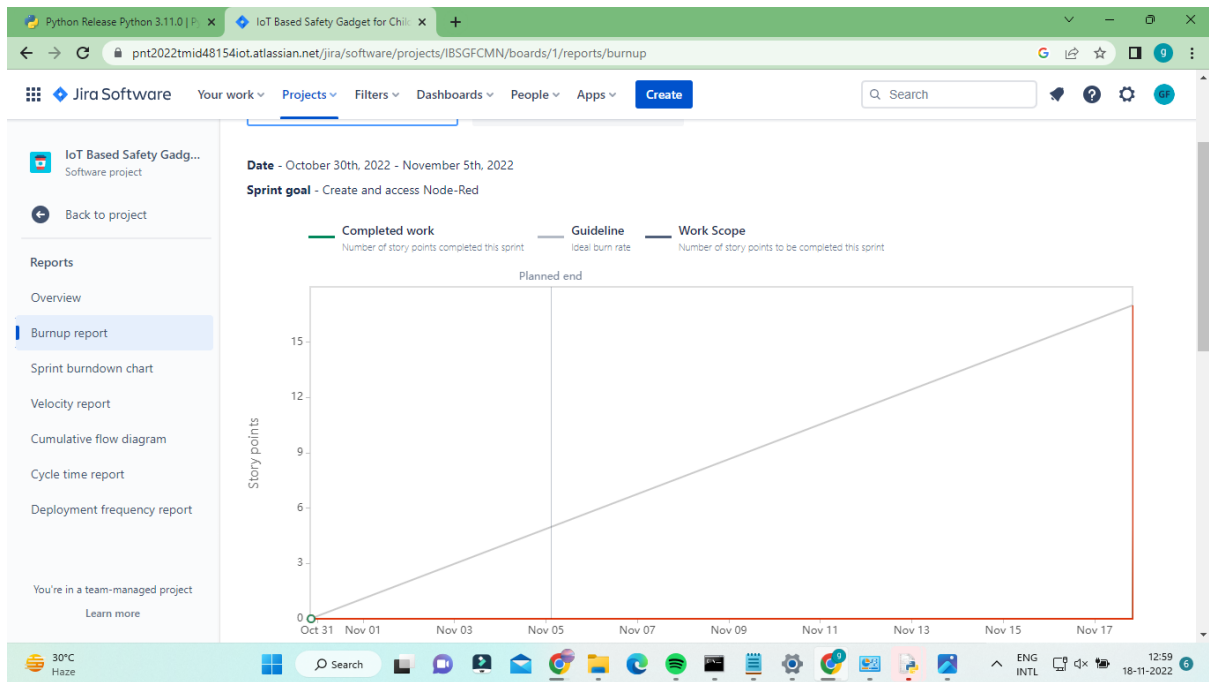 Python Release Python 3.11.0 | Py
IoT Based Safety Gadget for Chilc
pnt2022tmid48154iot.atlassian.net/jira/software/projects/IBSGFCMN/boards/1/reports/burnup
G
g
Jira Software
Your work
Projects
Filters
Dashboards
People
Apps
Create
Search
GF
IoT Based Safety Gadg...
Software project
Back to project
Reports
Overview
Burnup report
Sprint burndown chart
Velocity report
Cumulative flow diagram
Cycle time report
Deployment frequency report
You're in a team-managed project
Learn more
Date - October 30th, 2022 - November 5th, 2022
Sprint goal - Create and access Node-Red
Completed work
Number of story points completed this sprint
Guideline
Ideal burn rate
Work Scope
Number of story points to be completed this sprint
Planned end
Story points
15
12
9
6
3
0
Oct 31 Nov 01 Nov 03 Nov 05 Nov 07 Nov 09 Nov 11 Nov 13 Nov 15 Nov 17
30°C
Haze
Search
ENG
INTL
12:59
18-11-2022
6